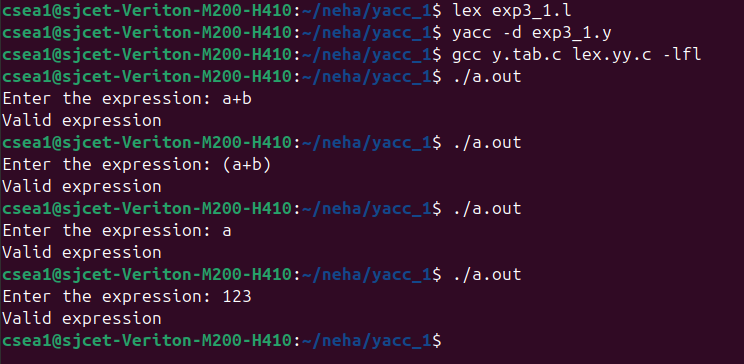 csea1@sjcet-Veriton-M200-H410:~/neha/yacc_1$ lex exp3_1.l
csea1@sjcet-Veriton-M200-H410:~/neha/yacc_1$ yacc -d exp3_1.y
csea1@sjcet-Veriton-M200-H410:~/neha/yacc_1$ gcc y.tab.c lex.yy.c -lfl
csea1@sjcet-Veriton-M200-H410:~/neha/yacc_1$ ./a.out
Enter the expression: a+b
Valid expression
csea1@sjcet-Veriton-M200-H410:~/neha/yacc_1$ ./a.out
Enter the expression: (a+b)
Valid expression
csea1@sjcet-Veriton-M200-H410:~/neha/yacc_1$ ./a.out
Enter the expression: a
Valid expression
csea1@sjcet-Veriton-M200-H410:~/neha/yacc_1$ ./a.out
Enter the expression: 123
Valid expression
csea1@sjcet-Veriton-M200-H410:~/neha/yacc_1$